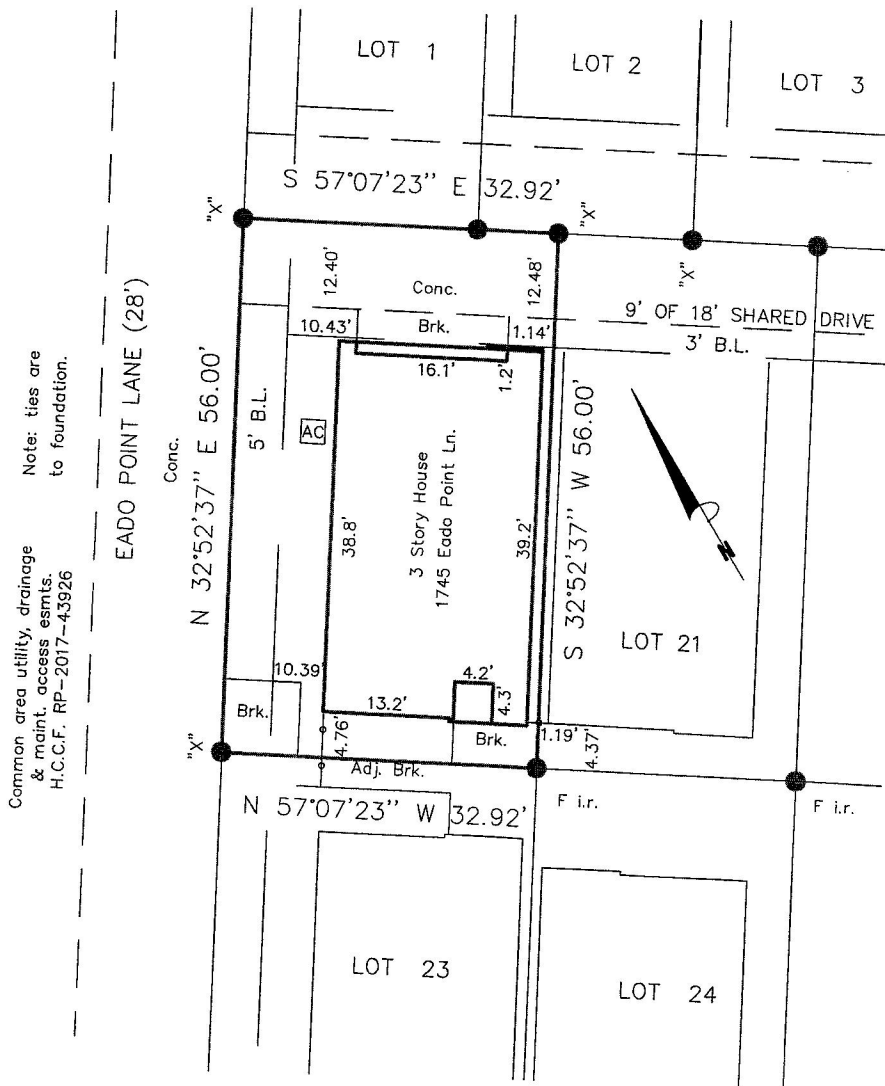 LOT 1
LOT 2
LOT 3
S 57°07'23" E 32.92'
"X"
"X"
"X"
12.40'
Conc.
12.48'
9' OF 18' SHARED DRIVE
10.43'
Brk.
1.14'
3' B.L.
16.1'
1.2'
Note: ties are
to foundation.
EADO POINT LANE (28')
Conc.
N 32°52'37" E 56.00'
5' B.L.
AC
38.8'
3 Story House
1745 Eado Point Ln.
39.2'
S 32°52'37" W 56.00'
N
LOT 21
Common area utility, drainage
& maint. access esmts.
H.C.C.F. RP-2017-43926
10.39'
4.2'
4.3'
13.2'
Brk.
4.76'
Brk.
1.19'
4.37'
"X"
Adj. Brk.
N 57°07'23" W 32.92'
F i.r.
F i.r.
LOT 23
LOT 24